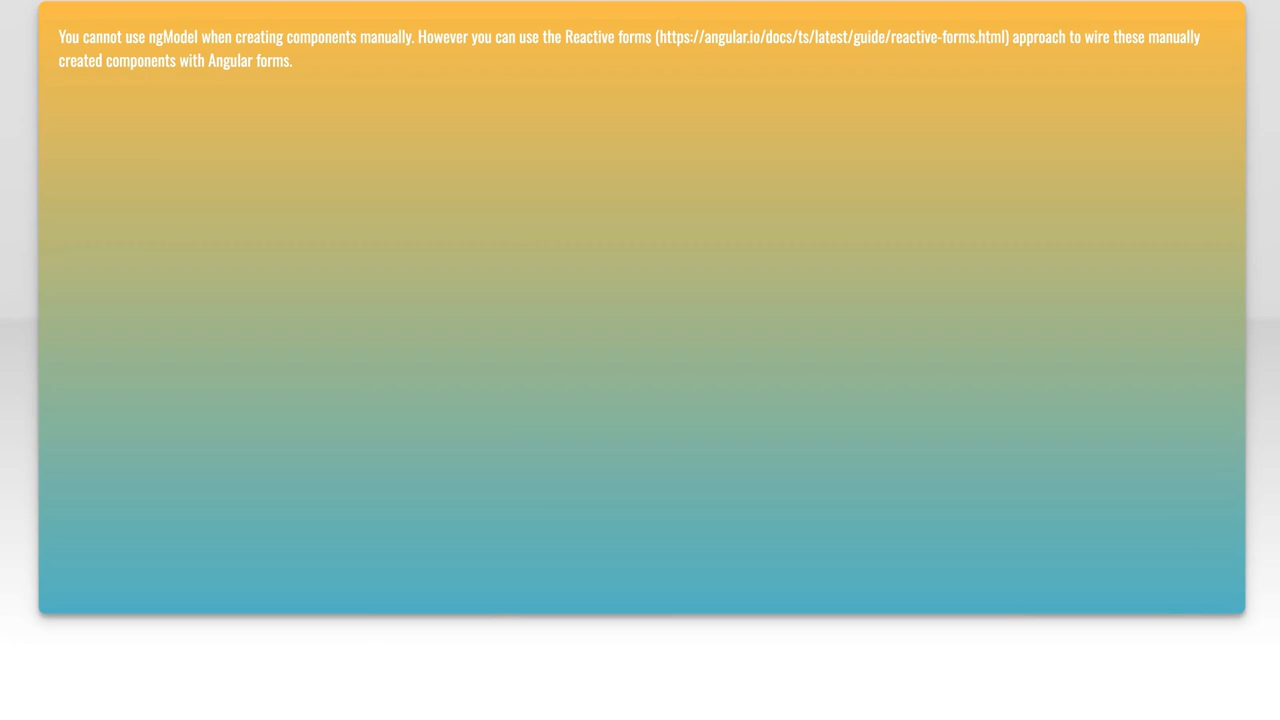 You cannot use ngModel when creating components manually. However you can use the Reactive forms (https://angular.io/docs/ts/latest/guide/reactive-forms.html) approach to wire these manually
created components with Angular forms.